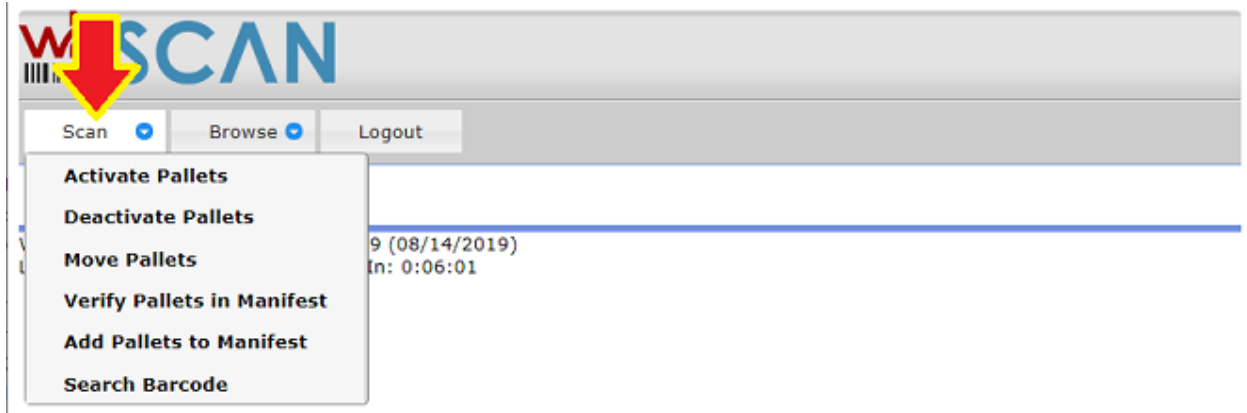 SCAN
Scan Browse Logout
Activate Pallets
Deactivate Pallets
9 (08/14/2019)
Move Pallets
In: 0:06:01
Verify Pallets in Manifest
Add Pallets to Manifest
Search Barcode